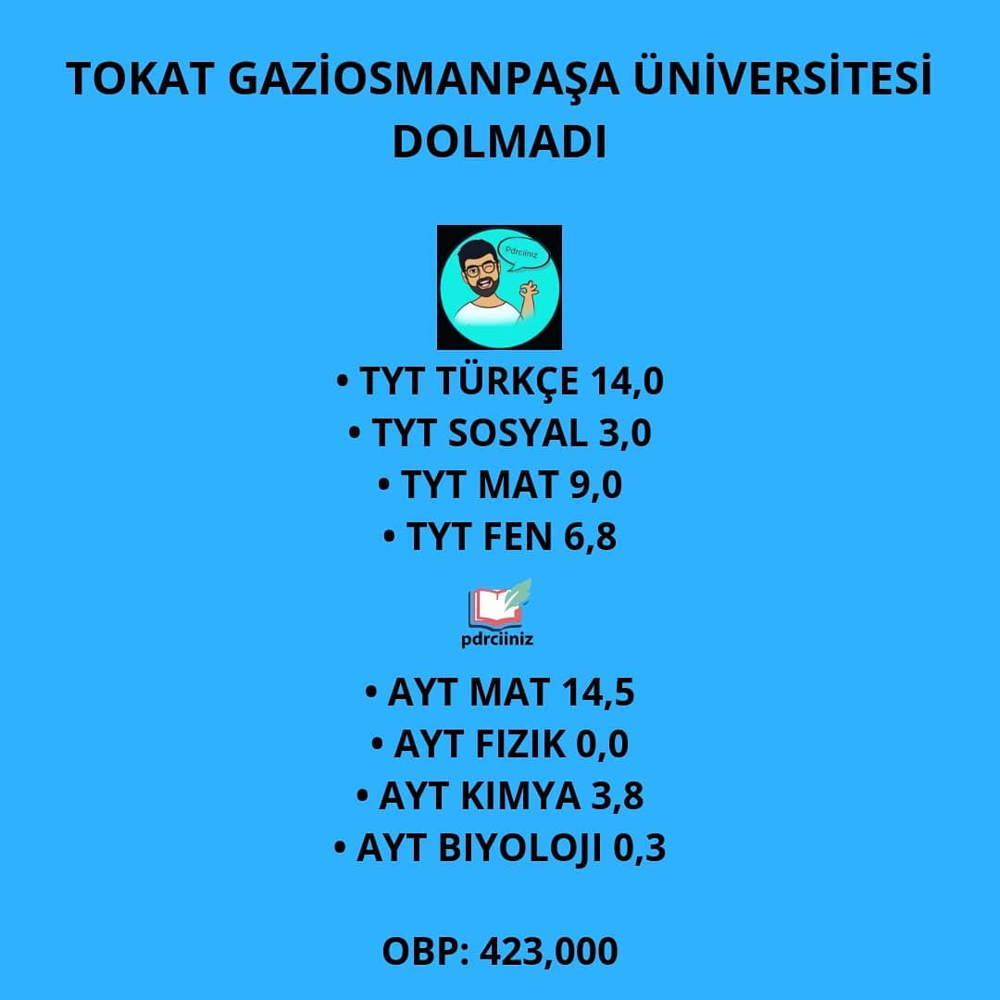 TOKAT GAZİOSMANPAŞA ÜNİVERSİTESİ
DOLMADI
Pdrciiniz
• TYT TÜRKÇE 14,0
• TYT SOSYAL 3,0
• TYT MAT 9,0
• TYT FEN 6,8
pdrciiniz
• AYT MAT 14,5
• AYT FIZIK 0,0
• AYT KIMYA 3,8
• AYT BIYOLOJI 0,3
OBP: 423,000